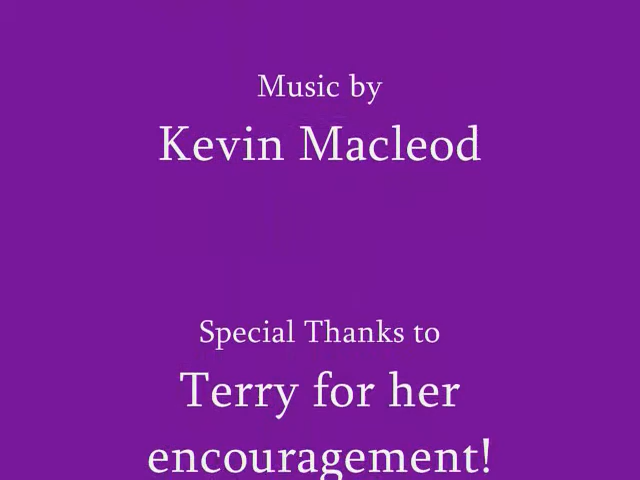 Music by
Kevin Macleod
Special Thanks to
Terry for her
encouragement!